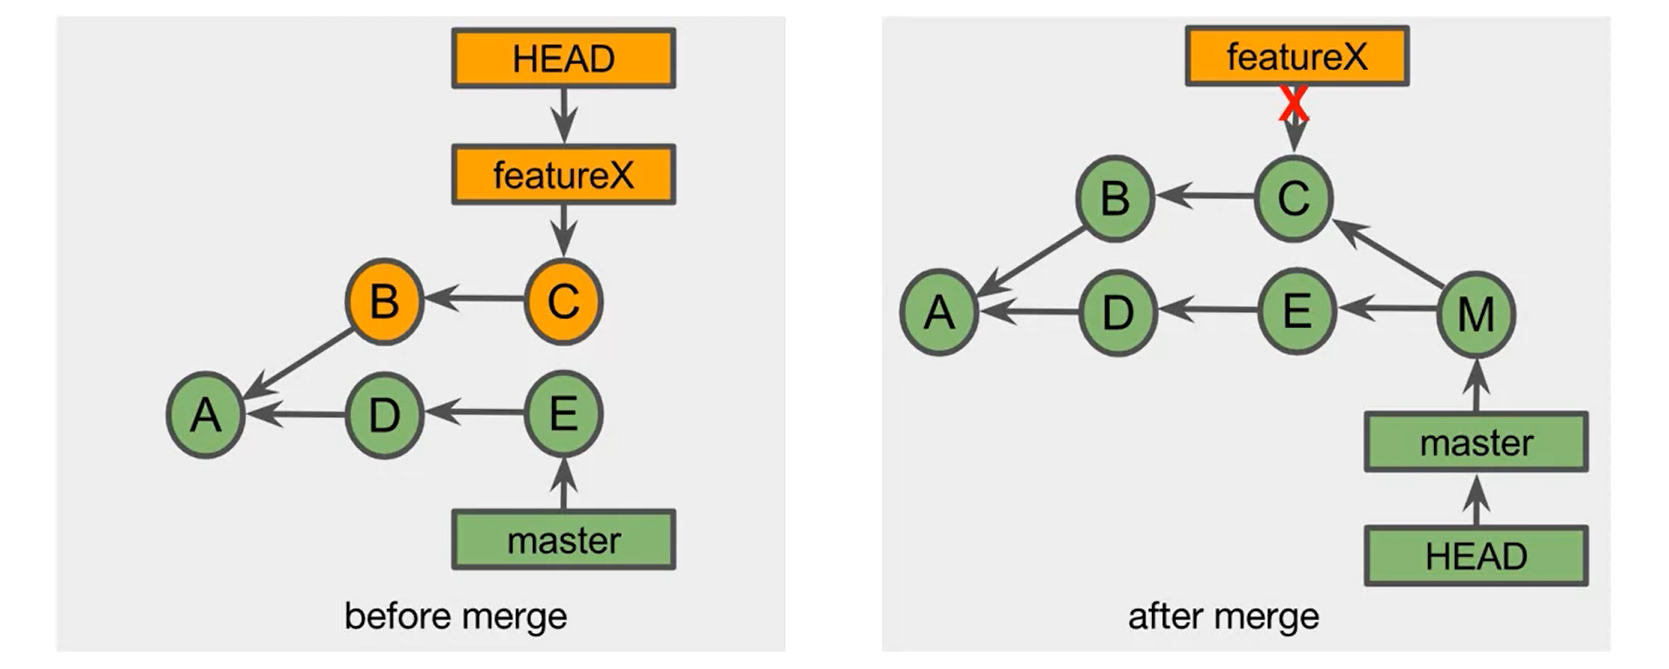 HEAD
featureX
B
C
A
D
E
master
before merge
featureX
X
B
C
A
D
E
M
master
HEAD
after merge